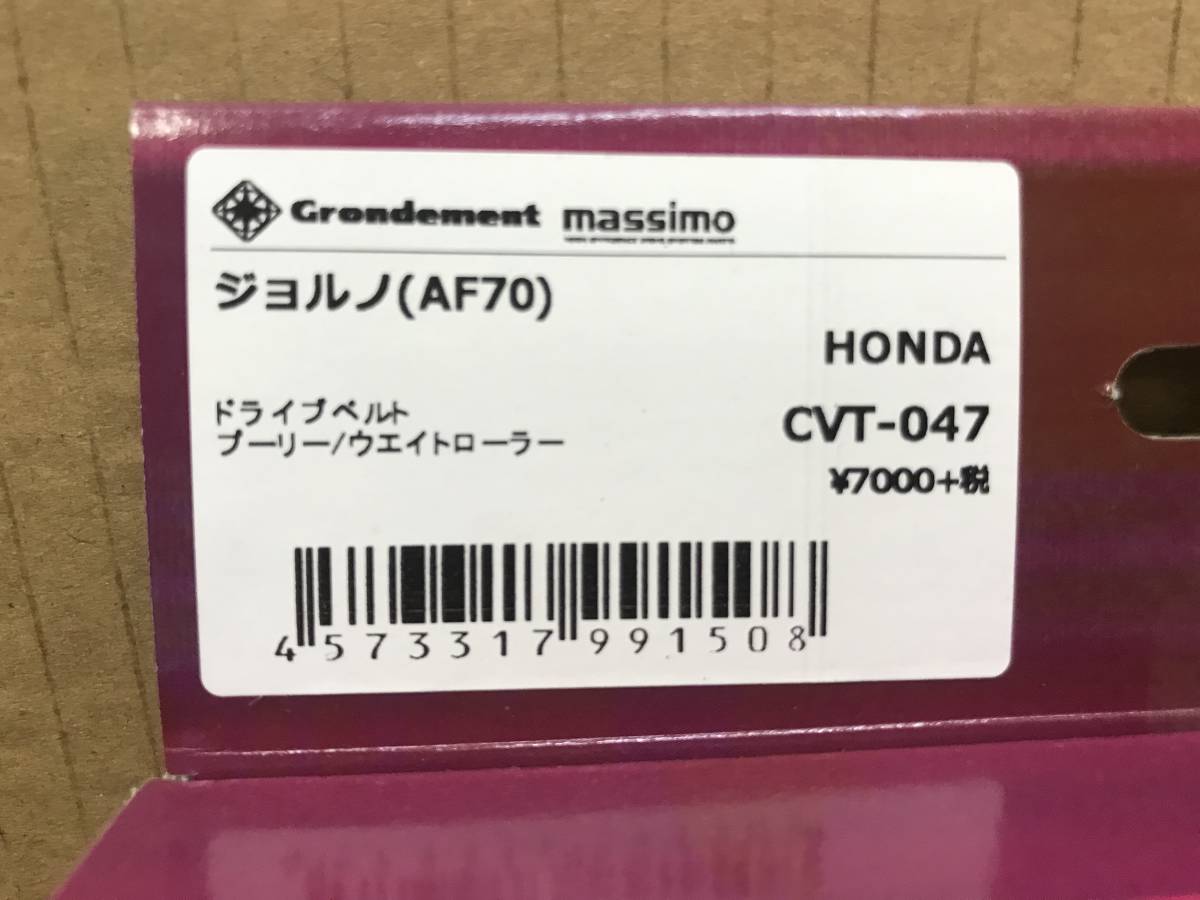 Grondement massimo
ジョルノ(AF70)
HONDA
ドライブベルト
プーリー/ウエイトローラー
CVT-047
¥7000+税
4573317991508